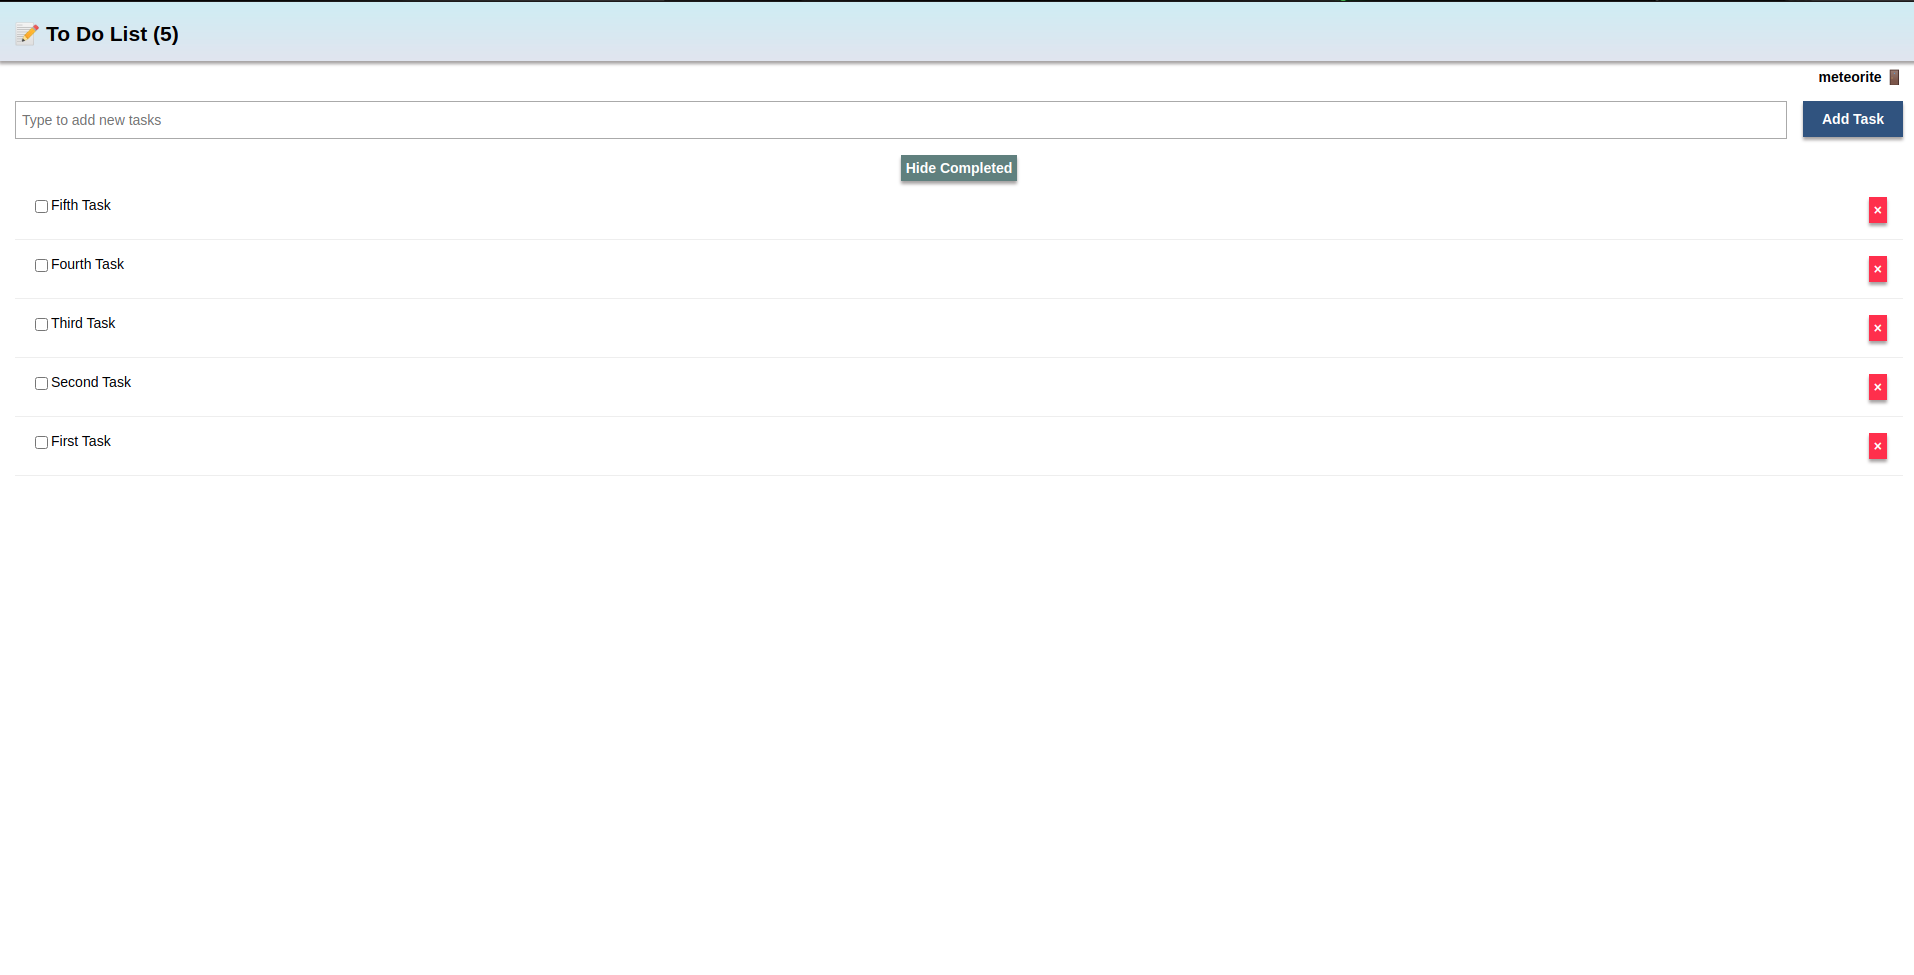 📝 To Do List (5)
meteorite 🚪
Type to add new tasks
Add Task
Hide Completed
Fifth Task
×
Fourth Task
×
Third Task
×
Second Task
×
First Task
×